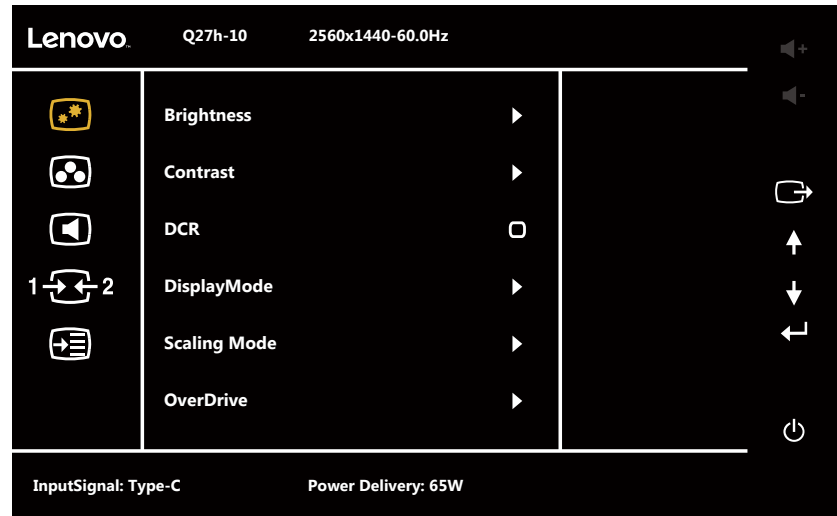 Lenovo.
Q27h-10 2560x1440-60.0Hz
Brightness
Contrast
DCR
1 2 DisplayMode
Scaling Mode
OverDrive
InputSignal: Type-C Power Delivery: 65W
+
-